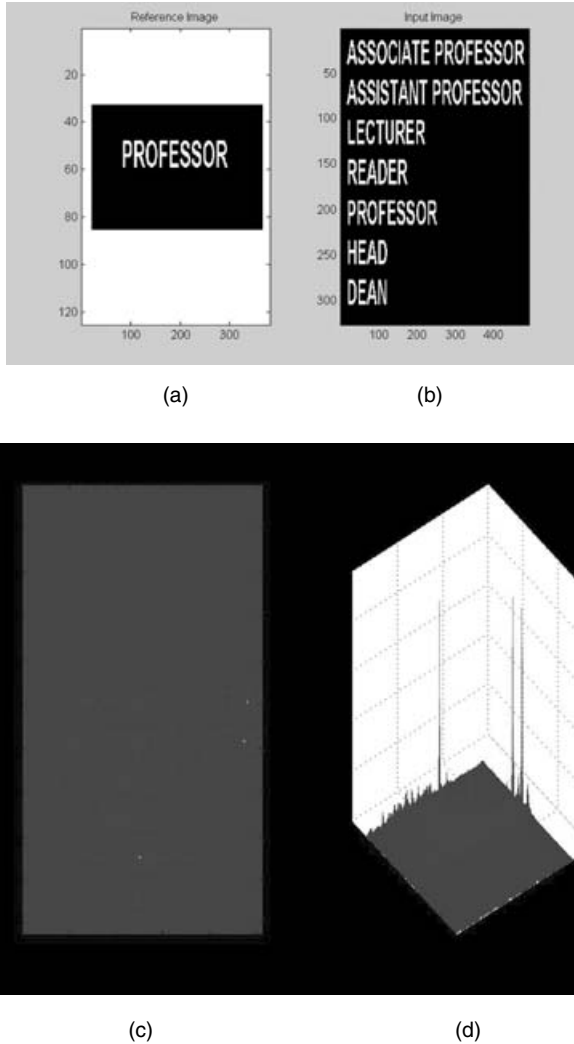 Reference Image
20
40
60
80
100
120
100 200 300
PROFESSOR
(a)
Input Image
50
100
150
200
250
300
100 200 300 400
ASSOCIATE PROFESSOR
ASSISTANT PROFESSOR
LECTURER
READER
PROFESSOR
HEAD
DEAN
(b)
(c)
(d)